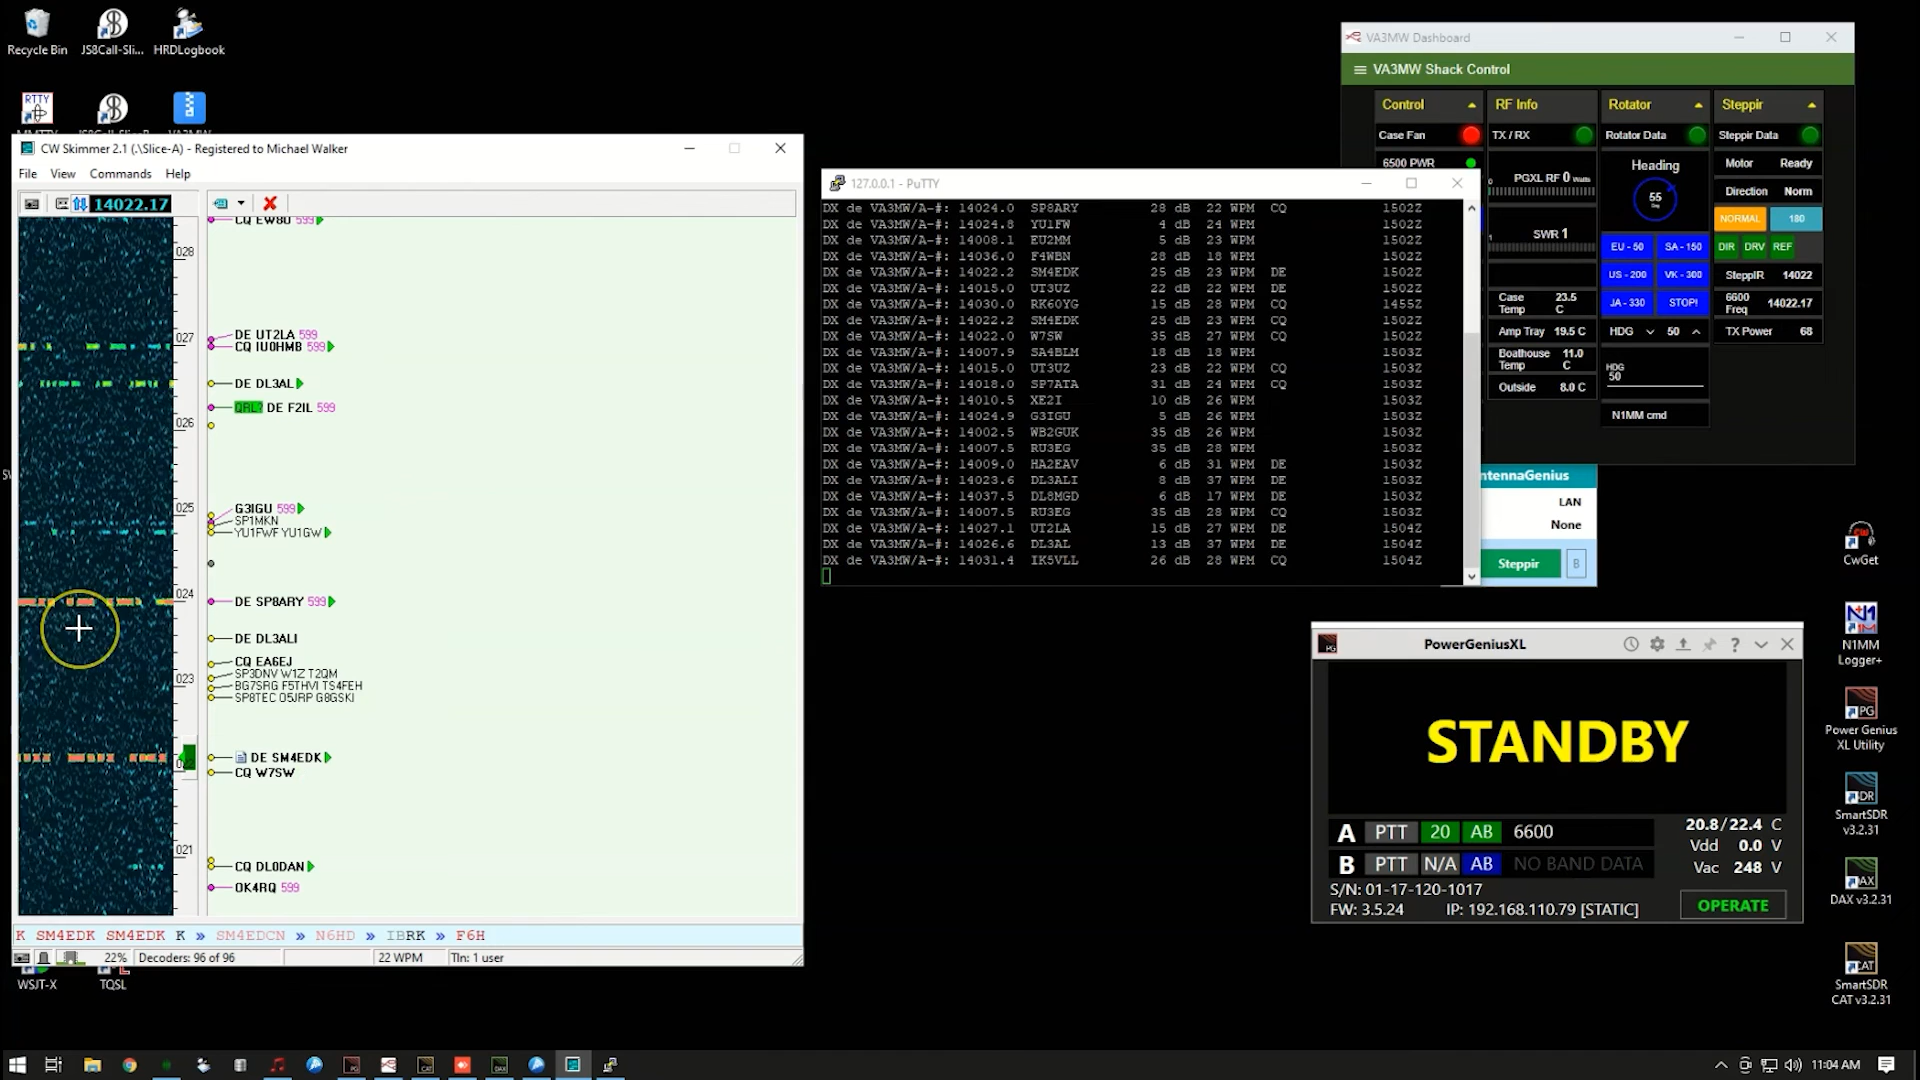 Recycle Bin
JS8Call-Sli...
HRDLogbook
RTTY
CW Skimmer 2.1 (.\Slice-A) - Registered to Michael Walker
File View Commands Help
14022.17
CQ EW8U 599
028
DE UT2LA 599
027
CQ IU0HMB 599
DE DL3AL
QRL? DE F2IL 599
026
025
G3IGU 599
SP1MKN
YU1FWF YU1GW
024
DE SP8ARY 599
DE DL3ALI
CQ EA6EJ
SP3DNV W1Z T2QM
023
BG7SRG F5THVI TS4FEH
SP8TEC O5JRP G8GSKI
DE SM4EDK
CQ W7SW
021
CQ DL0DAN
OK4RQ 599
K SM4EDK SM4EDK K » SM4EDCN » N6HD » IBRK » F6H
22% Decoders: 96 of 96 22 WPM Tln: 1 user
WSJT-X
TQSL
127.0.0.1 - PuTTY
DX de VA3MW/A-#: 14024.0 SP8ARY 28 dB 22 WPM CQ 1502Z
DX de VA3MW/A-#: 14024.8 YU1FW 4 dB 24 WPM 1502Z
DX de VA3MW/A-#: 14008.1 EU2MM 5 dB 23 WPM 1502Z
DX de VA3MW/A-#: 14036.0 F4WBN 28 dB 18 WPM 1502Z
DX de VA3MW/A-#: 14022.2 SM4EDK 25 dB 23 WPM DE 1502Z
DX de VA3MW/A-#: 14015.0 UT3UZ 22 dB 22 WPM DE 1502Z
DX de VA3MW/A-#: 14030.0 RK60YG 15 dB 28 WPM CQ 1455Z
DX de VA3MW/A-#: 14022.2 SM4EDK 25 dB 23 WPM CQ 1502Z
DX de VA3MW/A-#: 14022.0 W7SW 35 dB 27 WPM CQ 1502Z
DX de VA3MW/A-#: 14007.9 SA4BLM 18 dB 18 WPM 1503Z
DX de VA3MW/A-#: 14015.0 UT3UZ 23 dB 22 WPM CQ 1503Z
DX de VA3MW/A-#: 14018.0 SP7ATA 31 dB 24 WPM CQ 1503Z
DX de VA3MW/A-#: 14010.5 XE2I 10 dB 26 WPM 1503Z
DX de VA3MW/A-#: 14024.9 G3IGU 5 dB 26 WPM 1503Z
DX de VA3MW/A-#: 14002.5 WB2GUK 35 dB 26 WPM 1503Z
DX de VA3MW/A-#: 14007.5 RU3EG 35 dB 28 WPM 1503Z
DX de VA3MW/A-#: 14009.0 HA2EAV 6 dB 31 WPM DE 1503Z
DX de VA3MW/A-#: 14023.6 DL3ALI 8 dB 37 WPM DE 1503Z
DX de VA3MW/A-#: 14037.5 DL8MGD 6 dB 17 WPM DE 1503Z
DX de VA3MW/A-#: 14007.5 RU3EG 35 dB 28 WPM CQ 1503Z
DX de VA3MW/A-#: 14027.1 UT2LA 15 dB 27 WPM DE 1504Z
DX de VA3MW/A-#: 14026.6 DL3AL 13 dB 37 WPM DE 1504Z
DX de VA3MW/A-#: 14031.4 IK5VLL 26 dB 28 WPM CQ 1504Z
VA3MW Dashboard
VA3MW Shack Control
Control
Case Fan
6500 PWR
RF Info
TX / RX
PGXL RF 0 Watts
SWR 1
Case Temp 23.5 C
Amp Tray 19.5 C
Boathouse Temp 11.0 C
Outside 8.0 C
Rotator
Rotator Data
Heading
55
Deg
EU - 50 SA - 150
US - 200 VK - 300
JA - 330 STOP!
HDG 50
HDG
50
N1MM cmd
Steppir
Steppir Data
Motor Ready
Direction Norm
NORMAL 180
DIR DRV REF
SteppIR 14022
6600 Freq 14022.17
TX Power 68
ntennaGenius
LAN
None
Steppir B
PowerGeniusXL
STANDBY
A PTT 20 AB 6600
B PTT N/A AB NO BAND DATA
20.8/22.4 C
Vdd 0.0 V
Vac 248 V
S/N: 01-17-120-1017
FW: 3.5.24 IP: 192.168.110.79 [STATIC]
OPERATE
CwGet
N1MM Logger+
Power Genius XL Utility
SmartSDR v3.2.31
DAX v3.2.31
SmartSDR CAT v3.2.31
11:04 AM